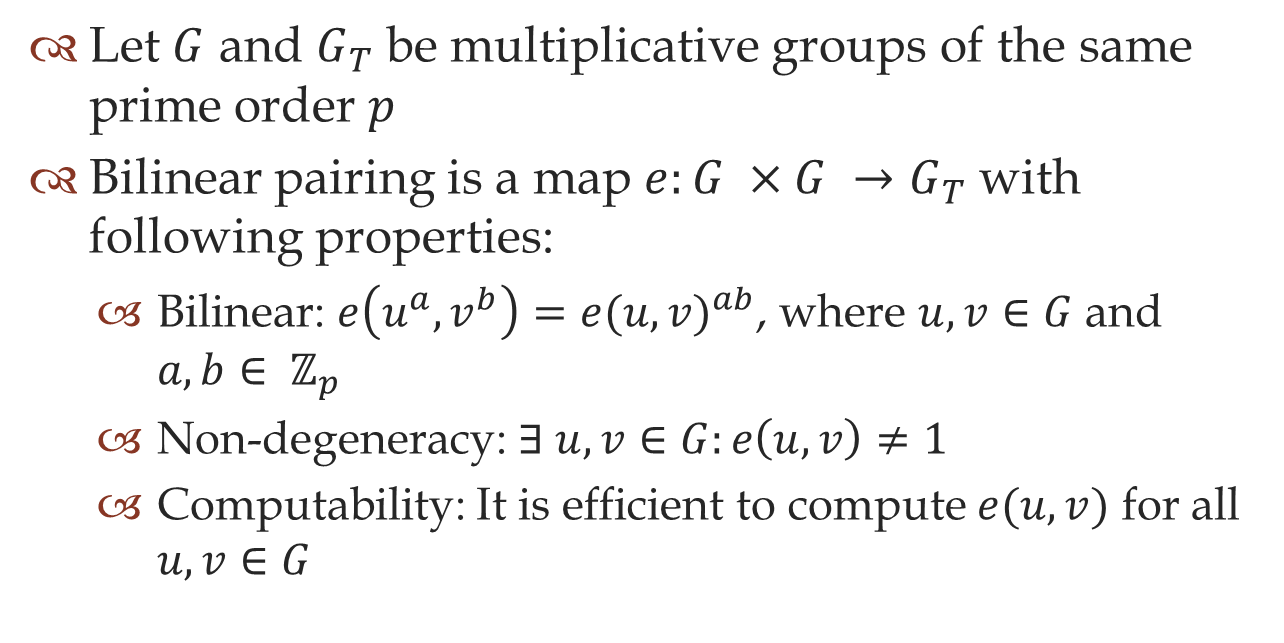 Let G and G_T be multiplicative groups of the same
prime order p
Bilinear pairing is a map e: G × G → G_T with
following properties:
Bilinear: e(u^a, v^b) = e(u, v)^{ab}, where u, v ∈ G and
a, b ∈ ℤ_p
Non-degeneracy: ∃ u, v ∈ G: e(u, v) ≠ 1
Computability: It is efficient to compute e(u, v) for all
u, v ∈ G